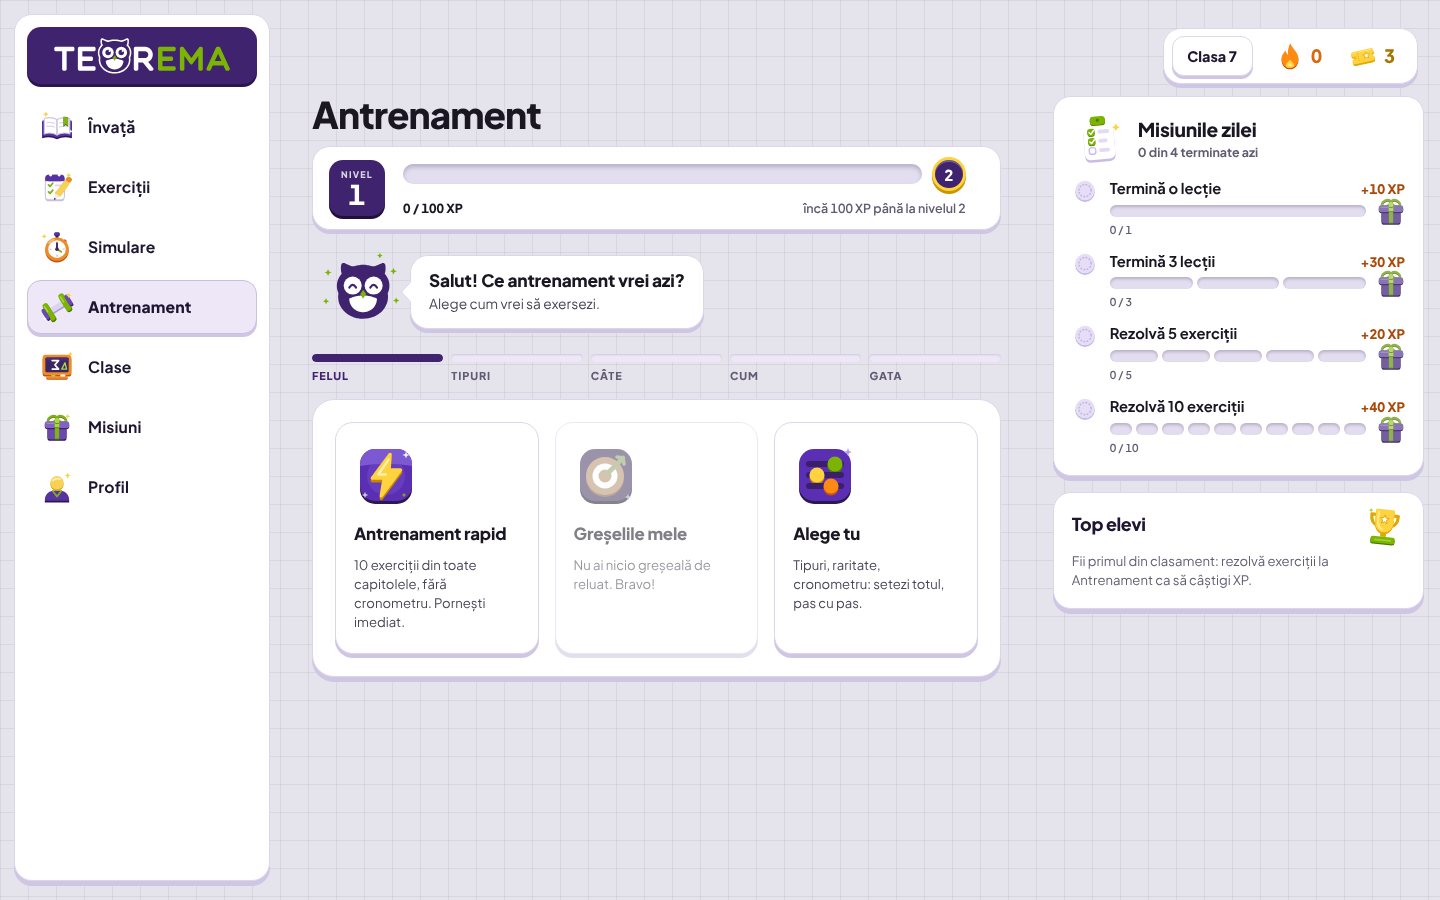 TEOREMA
Învață
Exerciții
Simulare
Antrenament
Clase
Misiuni
Profil
Clasa 7
0
3
Antrenament
NIVEL
1
2
0 / 100 XP
încă 100 XP până la nivelul 2
Salut! Ce antrenament vrei azi?
Alege cum vrei să exersezi.
FELUL
TIPURI
CÂTE
CUM
GATA
Antrenament rapid
10 exerciții din toate
capitolele, fără
cronometru. Pornești
imediat.
Greșelile mele
Nu ai nicio greșeală de
reluat. Bravo!
Alege tu
Tipuri, raritate,
cronometru: setezi totul,
pas cu pas.
Misiunile zilei
0 din 4 terminate azi
Termină o lecție
+10 XP
0 / 1
Termină 3 lecții
+30 XP
0 / 3
Rezolvă 5 exerciții
+20 XP
0 / 5
Rezolvă 10 exerciții
+40 XP
0 / 10
Top elevi
Fii primul din clasament: rezolvă exerciții la
Antrenament ca să câștigi XP.